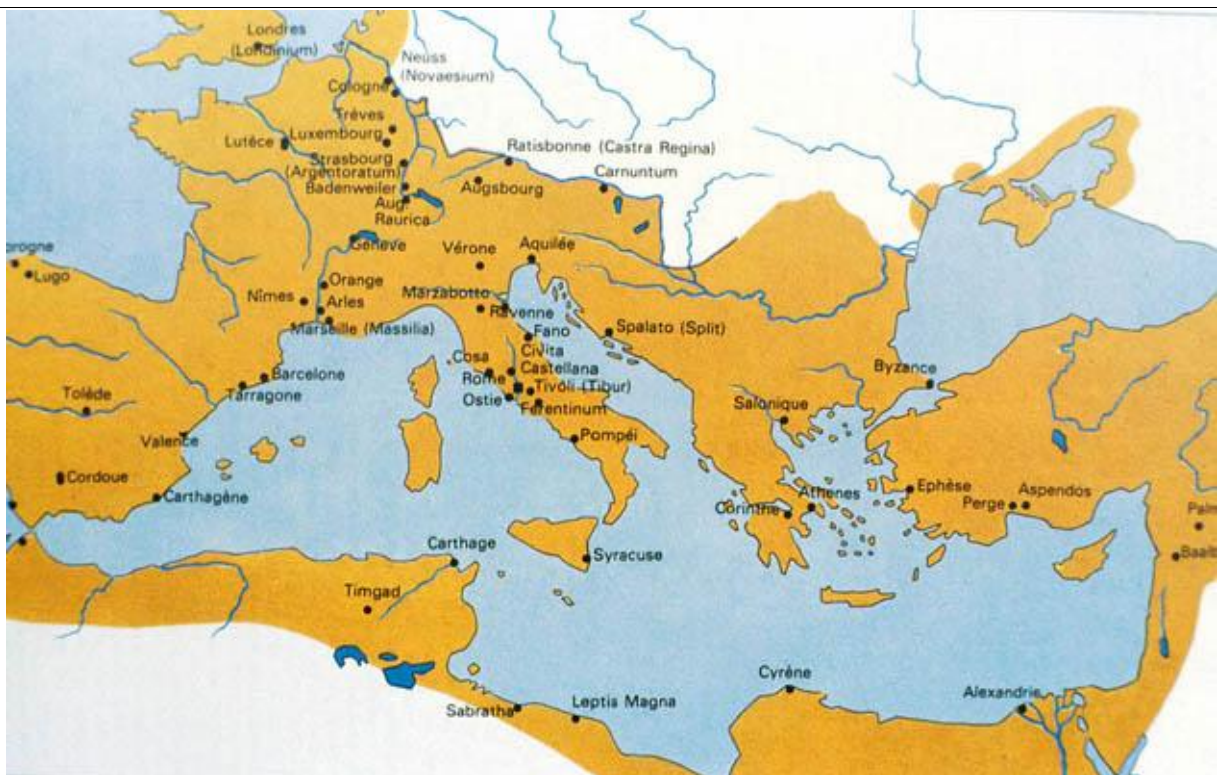 Londres
(Londinium)
Neuss
(Novaesium)
Cologne
Trèves
Luxembourg
Lutèce
Strasbourg
(Argentoratum)
Badenweiler
Aug.
Raurica
Ratisbonne (Castra Regina)
Augsbourg
Carnuntum
Genève
Vérone
Aquilée
Lugo
Orange
Nîmes
Arles
Marseille (Massilia)
Marzabotto
Ravenne
Fano
Spalato (Split)
Civita
Castellana
Cosa
Rome
Tivoli (Tibur)
Ostie
Ferentinum
Pompéi
Barcelone
Tarragone
Tolède
Valence
Cordoue
Carthagène
Byzance
Salonique
Athenes
Corinthe
Ephèse
Perge
Aspendos
Palm
Baalb
Carthage
Syracuse
Timgad
Sabratha
Leptis Magna
Cyrène
Alexandrie